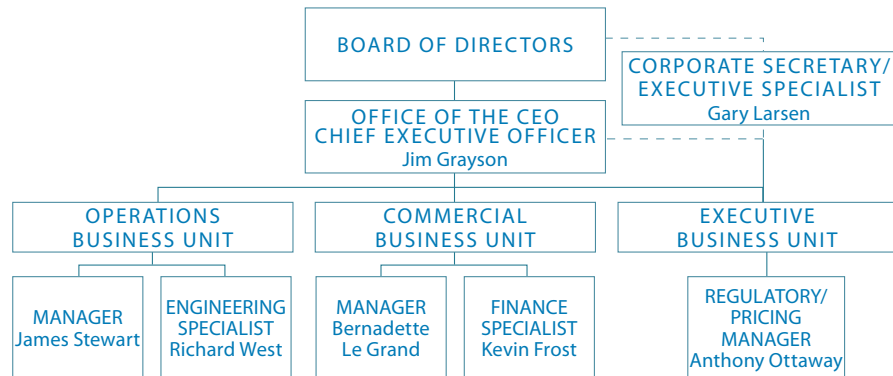 BOARD OF DIRECTORS
CORPORATE SECRETARY/
EXECUTIVE SPECIALIST
Gary Larsen
OFFICE OF THE CEO
CHIEF EXECUTIVE OFFICER
Jim Grayson
OPERATIONS
BUSINESS UNIT
COMMERCIAL
BUSINESS UNIT
EXECUTIVE
BUSINESS UNIT
MANAGER
James Stewart
ENGINEERING
SPECIALIST
Richard West
MANAGER
Bernadette
Le Grand
FINANCE
SPECIALIST
Kevin Frost
REGULATORY/
PRICING
MANAGER
Anthony Ottaway